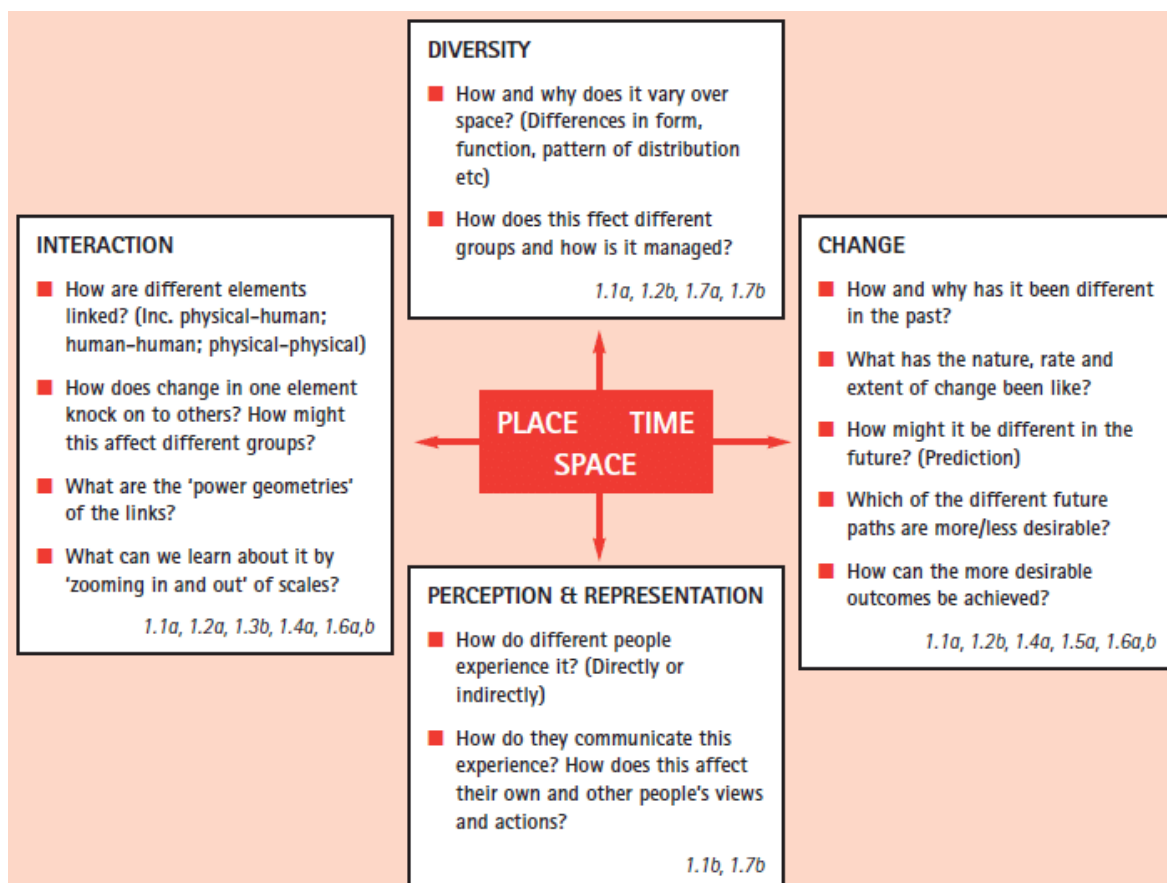 DIVERSITY
How and why does it vary over
space? (Differences in form,
function, pattern of distribution
etc)
How does this ffect different
groups and how is it managed?
1.1a, 1.2b, 1.7a, 1.7b
INTERACTION
How are different elements
linked? (Inc. physical-human;
human-human; physical-physical)
How does change in one element
knock on to others? How might
this affect different groups?
What are the 'power geometries'
of the links?
What can we learn about it by
'zooming in and out' of scales?
1.1a, 1.2a, 1.3b, 1.4a, 1.6a,b
PLACE TIME
SPACE
CHANGE
How and why has it been different
in the past?
What has the nature, rate and
extent of change been like?
How might it be different in the
future? (Prediction)
Which of the different future
paths are more/less desirable?
How can the more desirable
outcomes be achieved?
1.1a, 1.2b, 1.4a, 1.5a, 1.6a,b
PERCEPTION & REPRESENTATION
How do different people
experience it? (Directly or
indirectly)
How do they communicate this
experience? How does this affect
their own and other people's views
and actions?
1.1b, 1.7b